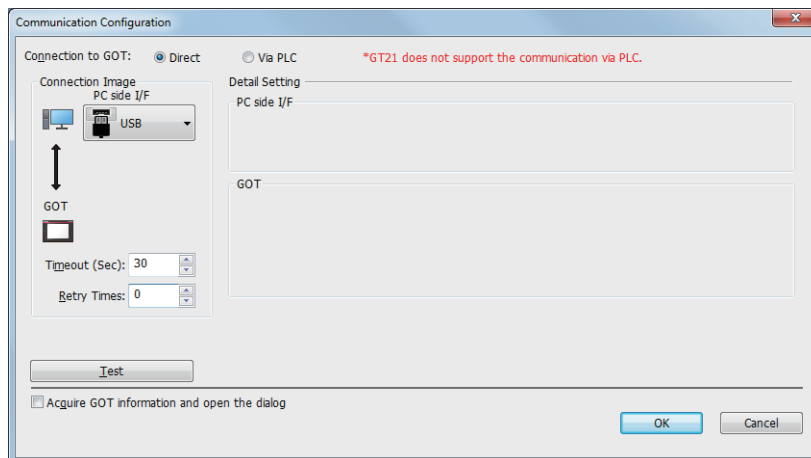 Communication Configuration
Connection to GOT: Direct Via PLC *GT21 does not support the communication via PLC.
Connection Image
PC side I/F
USB
GOT
Timeout (Sec): 30
Retry Times: 0
Detail Setting
PC side I/F
GOT
Test
Acquire GOT information and open the dialog
OK Cancel